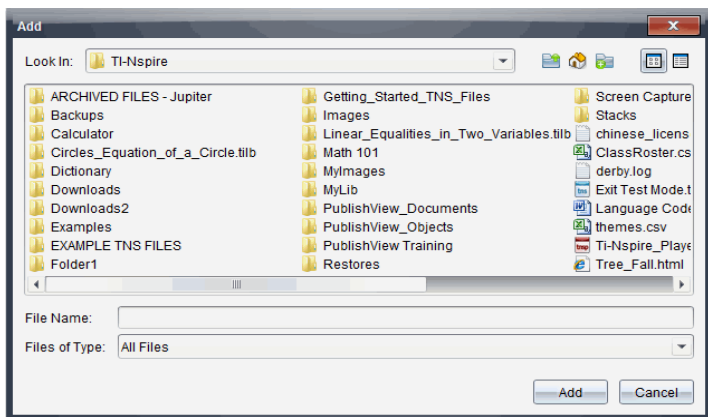 Add
Look In: TI-Nspire
ARCHIVED FILES - Jupiter
Backups
Calculator
Circles_Equation_of_a_Circle.tilb
Dictionary
Downloads
Downloads2
Examples
EXAMPLE TNS FILES
Folder1
Getting_Started_TNS_Files
Images
Linear_Equalities_in_Two_Variables.tilb
Math 101
MyImages
MyLib
PublishView_Documents
PublishView_Objects
PublishView Training
Restores
Screen Capture
Stacks
chinese_licens
ClassRoster.cs
derby.log
Exit Test Mode.t
Language Code
themes.csv
Ti-Nspire_Playe
Tree_Fall.html
File Name:
Files of Type: All Files
Add Cancel